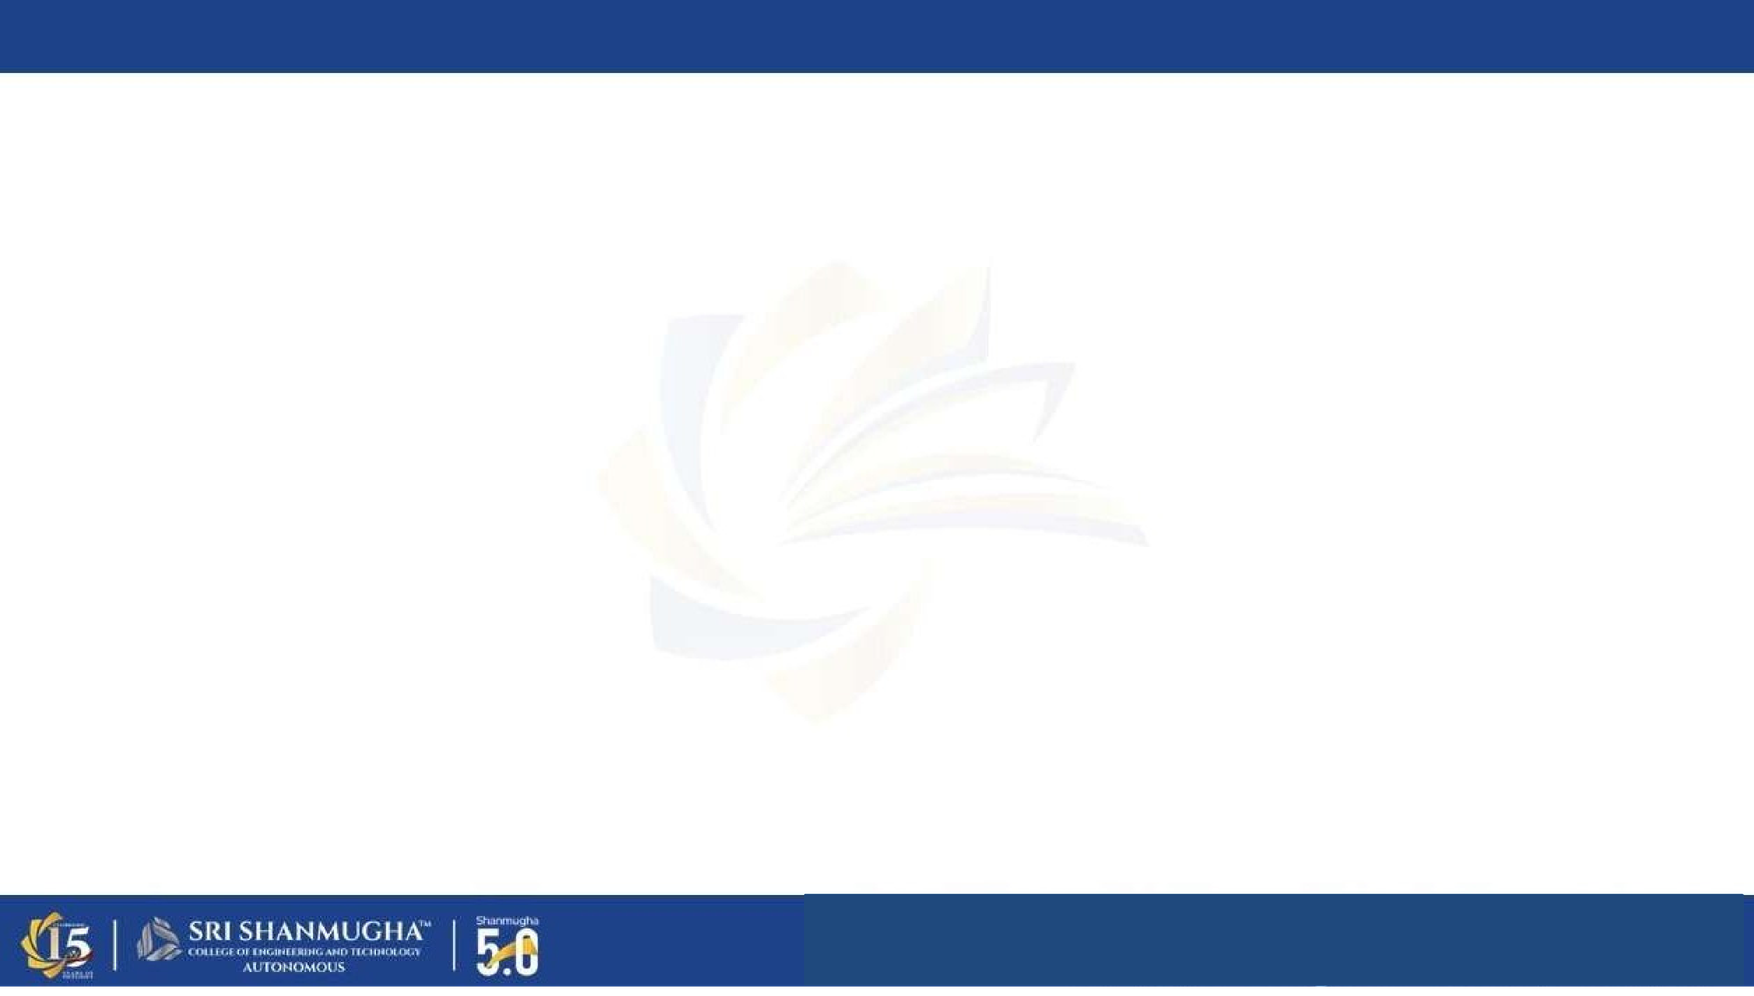 15
SRI SHANMUGHA™
COLLEGE OF ENGINEERING AND TECHNOLOGY
AUTONOMOUS
Shanmugha
5.0